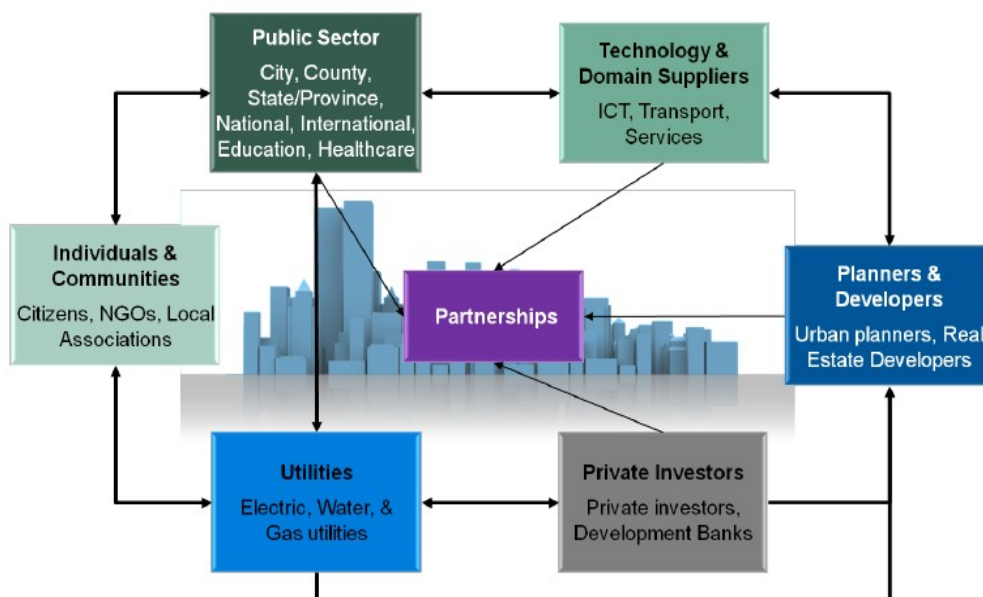 Public Sector
City, County,
State/Province,
National, International,
Education, Healthcare
Technology &
Domain Suppliers
ICT, Transport,
Services
Individuals &
Communities
Citizens, NGOs, Local
Associations
Partnerships
Planners &
Developers
Urban planners, Real
Estate Developers
Utilities
Electric, Water, &
Gas utilities
Private Investors
Private investors,
Development Banks